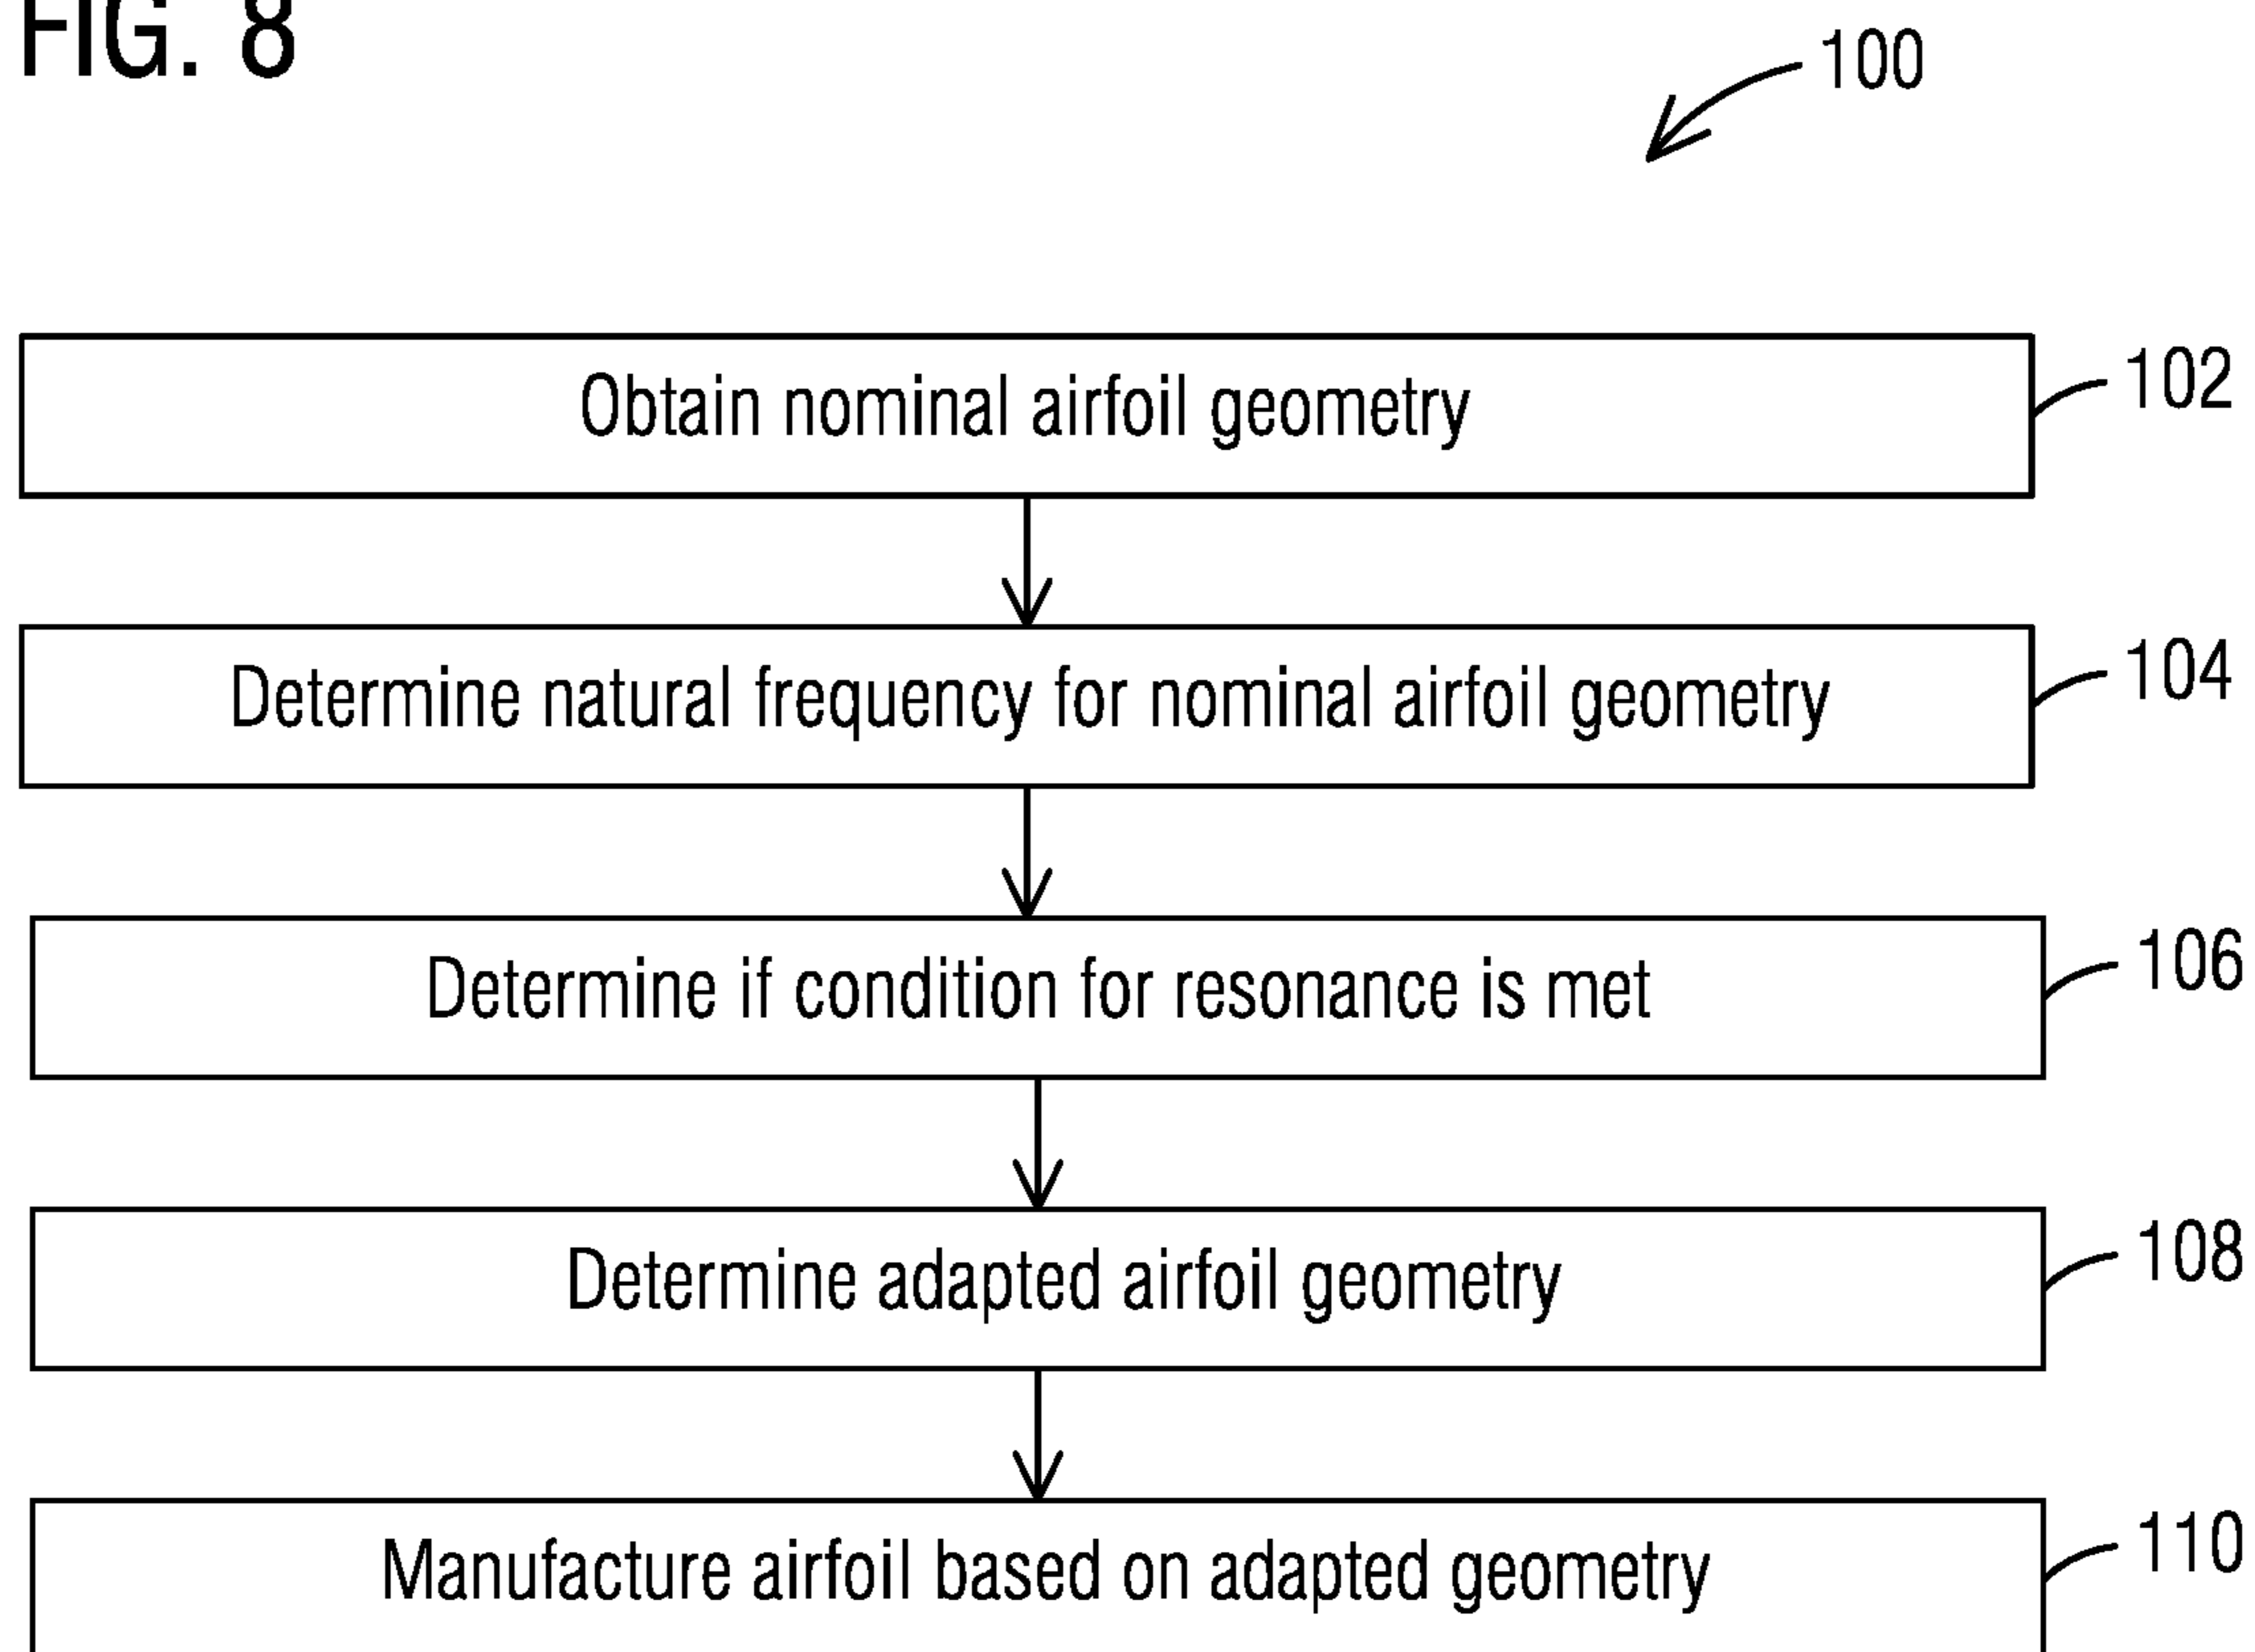 FIG. 8
100
Obtain nominal airfoil geometry
102
Determine natural frequency for nominal airfoil geometry
104
Determine if condition for resonance is met
106
Determine adapted airfoil geometry
108
Manufacture airfoil based on adapted geometry
110